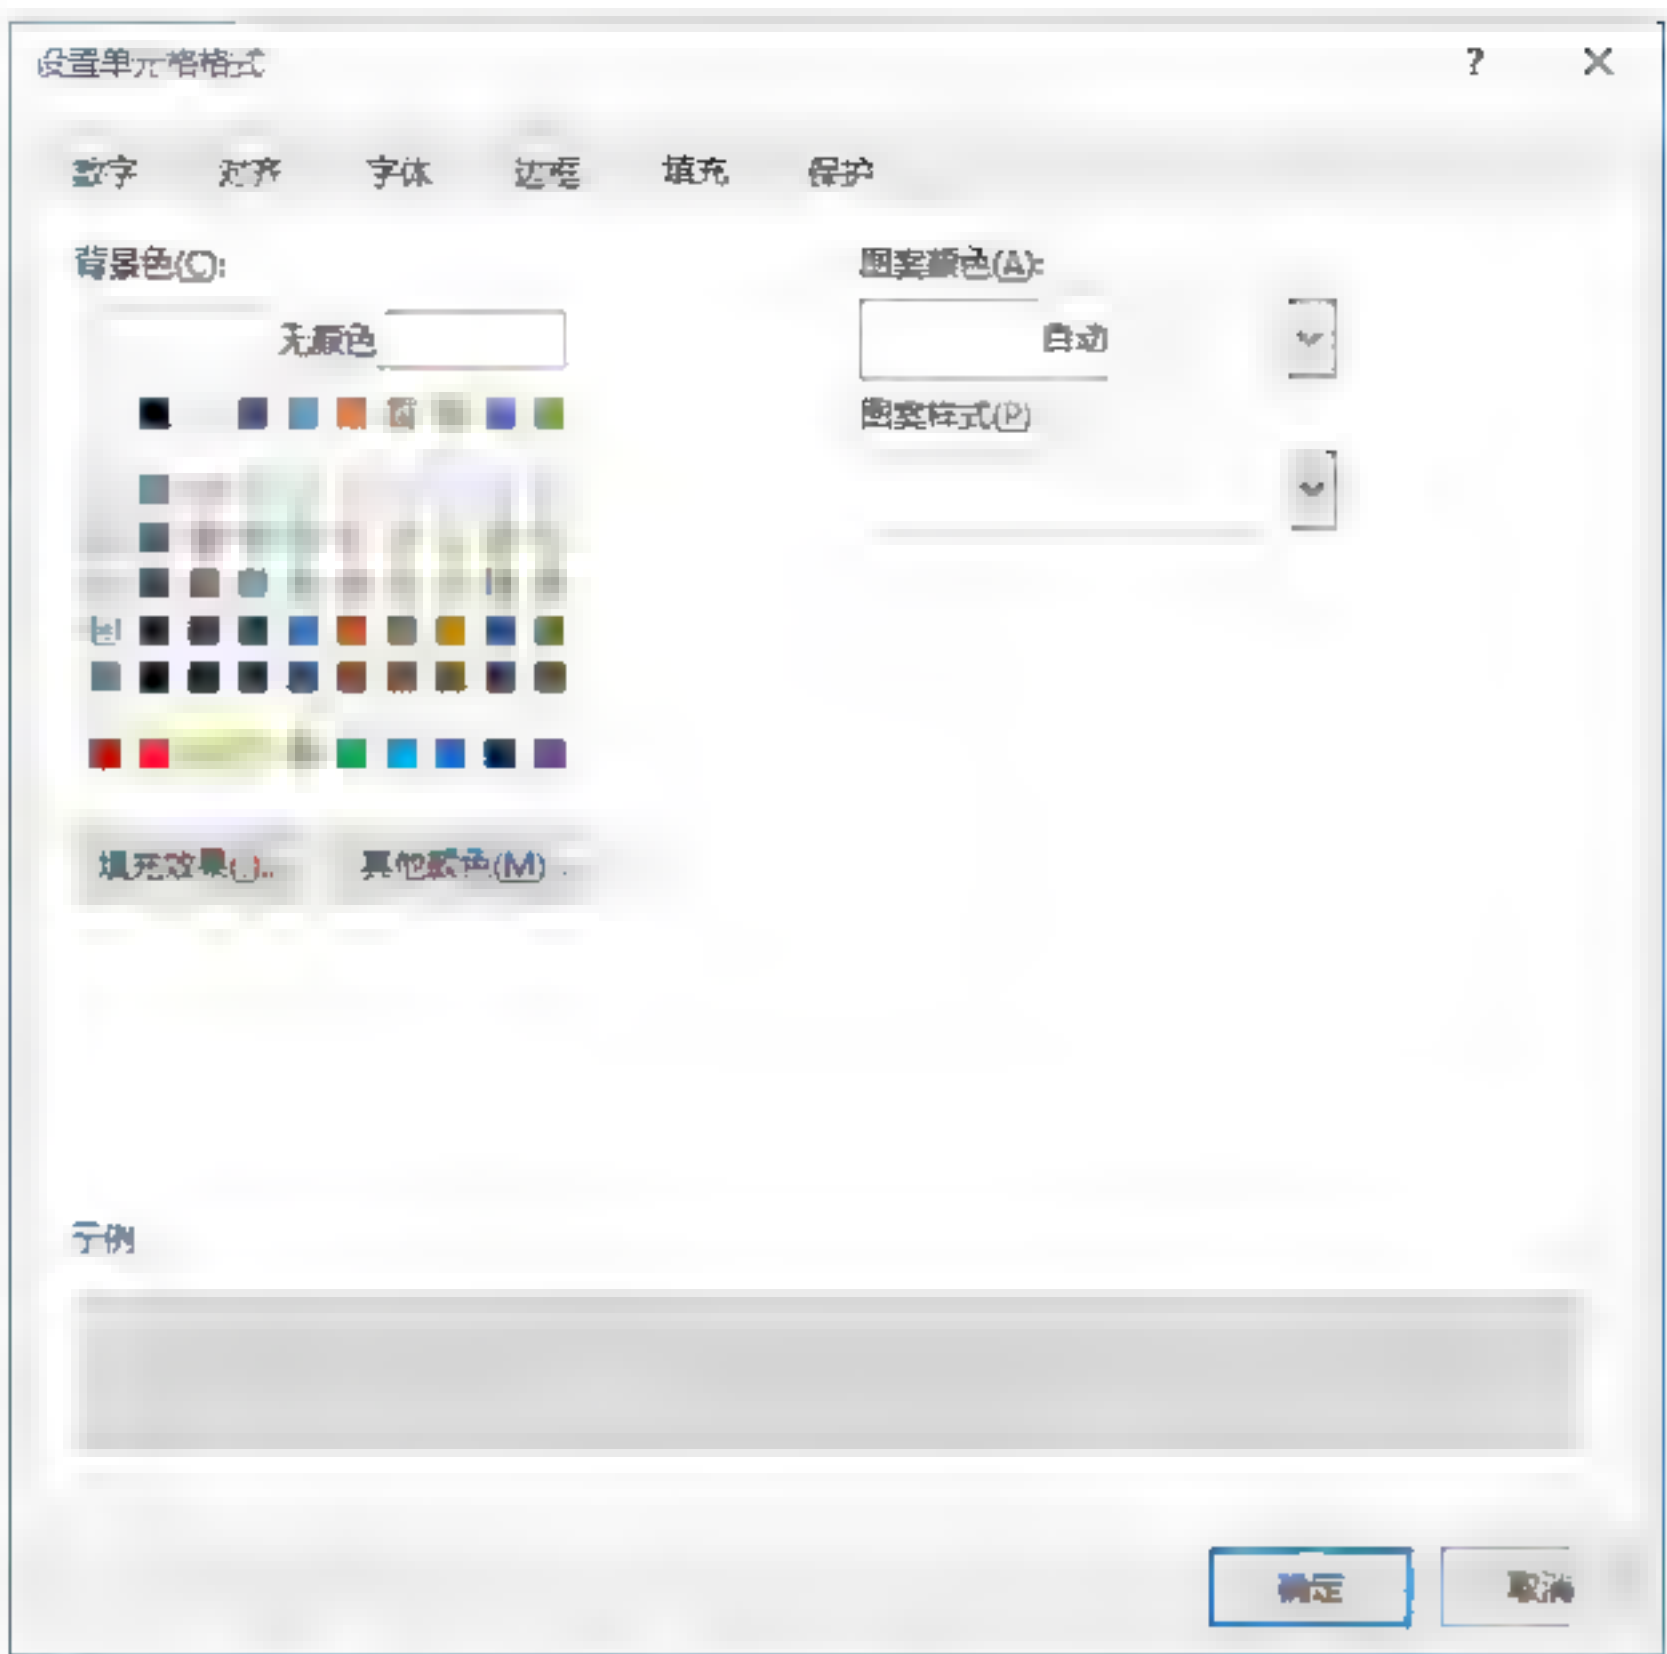 设置单元格格式
数字 对齐 字体 边框 填充 保护
背景色(C):
无颜色
图案颜色(A):
自动
图案样式(P)
填充效果(I)...
其他颜色(M)
示例
确定 取消